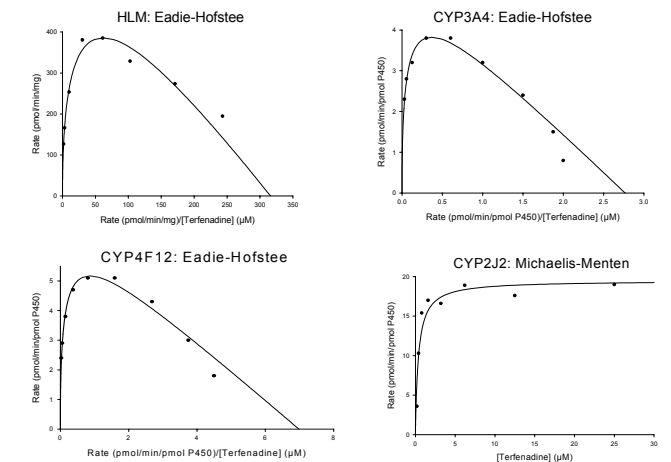 HLM: Eadie-Hofstee
400
300
200
100
0
Rate (pmol/min/mg)
0 50 100 150 200 250 300 350
Rate (pmol/min/mg)/[Terfenadine] (µM)
CYP3A4: Eadie-Hofstee
4
3
2
1
0
Rate (pmol/min/pmol P450)
0.0 0.5 1.0 1.5 2.0 2.5 3.0
Rate (pmol/min/pmol P450)/[Terfenadine] (µM)
CYP4F12: Eadie-Hofstee
5
4
3
2
1
0
Rate (pmol/min/pmol P450)
0 2 4 6 8
Rate (pmol/min/pmol P450)/[Terfenadine] (µM)
CYP2J2: Michaelis-Menten
20
15
10
5
0
Rate (pmol/min/pmol P450)
0 5 10 15 20 25 30
[Terfenadine] (µM)